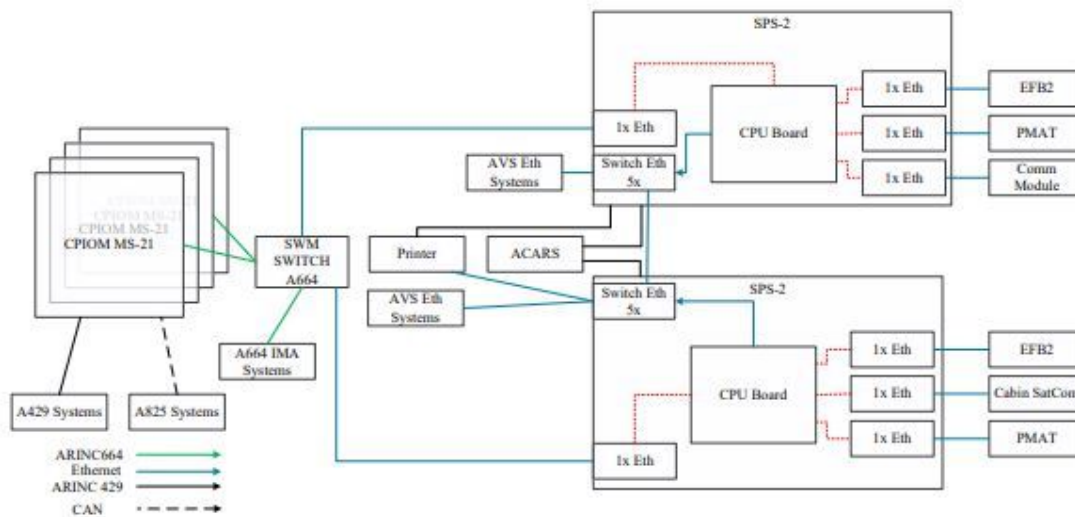 SPS-2
1x Eth
CPU Board
1x Eth
EFB2
1x Eth
PMAT
1x Eth
Comm
Module
AVS Eth
Systems
Switch Eth
5x
CPIOM MS-21
CPIOM MS-21
CPIOM MS-21
CPIOM MS-21
SWM
SWITCH
A664
Printer
ACARS
AVS Eth
Systems
SPS-2
Switch Eth
5x
A664 IMA
Systems
CPU Board
1x Eth
EFB2
1x Eth
Cabin SatCom
1x Eth
PMAT
1x Eth
A429 Systems
A825 Systems
ARINC664
Ethernet
ARINC 429
CAN